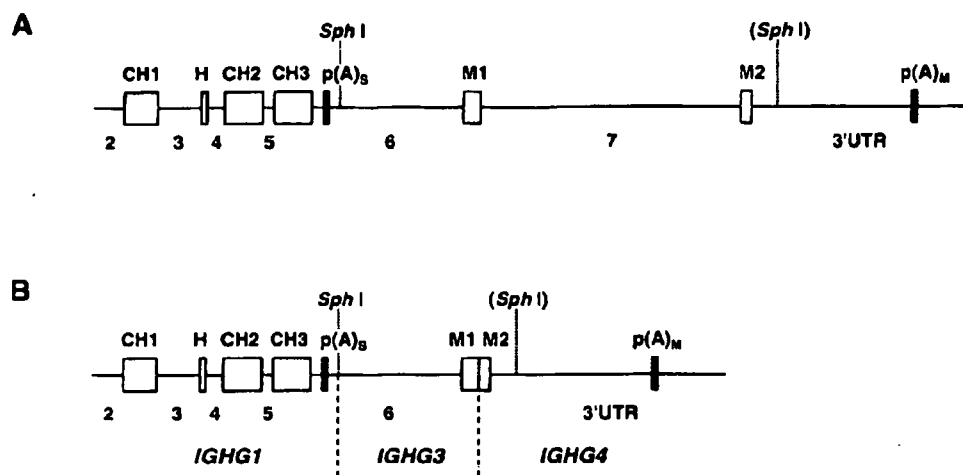 A
Sph I
(Sph I)
CH1 H CH2 CH3 p(A)S M1 M2 p(A)M
2 3 4 5 6 7 3'UTR
B
Sph I
(Sph I)
CH1 H CH2 CH3 p(A)S M1 M2 p(A)M
2 3 4 5 6 3'UTR
IGHG1 IGHG3 IGHG4